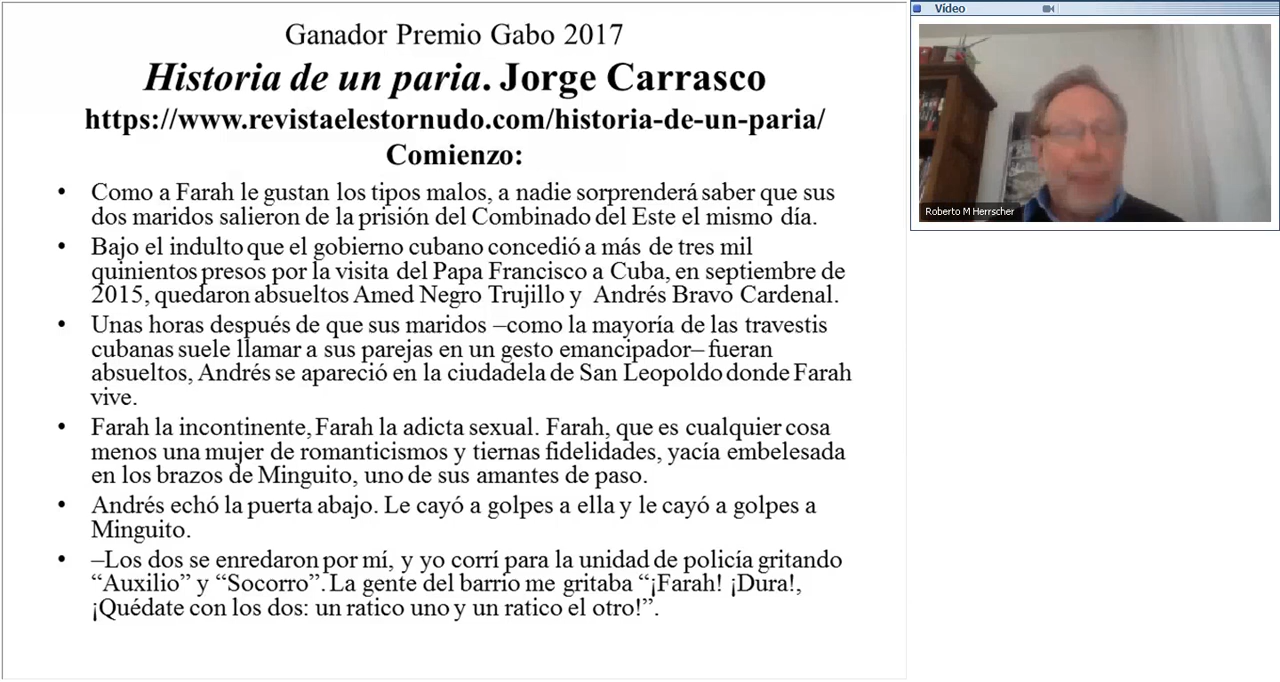 Ganador Premio Gabo 2017
Historia de un paria. Jorge Carrasco
https://www.revistaelestornudo.com/historia-de-un-paria/
Comienzo:
• Como a Farah le gustan los tipos malos, a nadie sorprenderá saber que sus
dos maridos salieron de la prisión del Combinado del Este el mismo día.
• Bajo el indulto que el gobierno cubano concedió a más de tres mil
quinientos presos por la visita del Papa Francisco a Cuba, en septiembre de
2015, quedaron absueltos Amed Negro Trujillo y Andrés Bravo Cardenal.
• Unas horas después de que sus maridos –como la mayoría de las travestis
cubanas suele llamar a sus parejas en un gesto emancipador– fueran
absueltos, Andrés se apareció en la ciudadela de San Leopoldo donde Farah
vive.
• Farah la incontinente, Farah la adicta sexual. Farah, que es cualquier cosa
menos una mujer de romanticismos y tiernas fidelidades, yacía embelesada
en los brazos de Minguito, uno de sus amantes de paso.
• Andrés echó la puerta abajo. Le cayó a golpes a ella y le cayó a golpes a
Minguito.
• –Los dos se enredaron por mí, y yo corrí para la unidad de policía gritando
“Auxilio” y “Socorro”. La gente del barrio me gritaba “¡Farah! ¡Dura!,
¡Quédate con los dos: un ratico uno y un ratico el otro!”.
Vídeo
Roberto M Herrscher